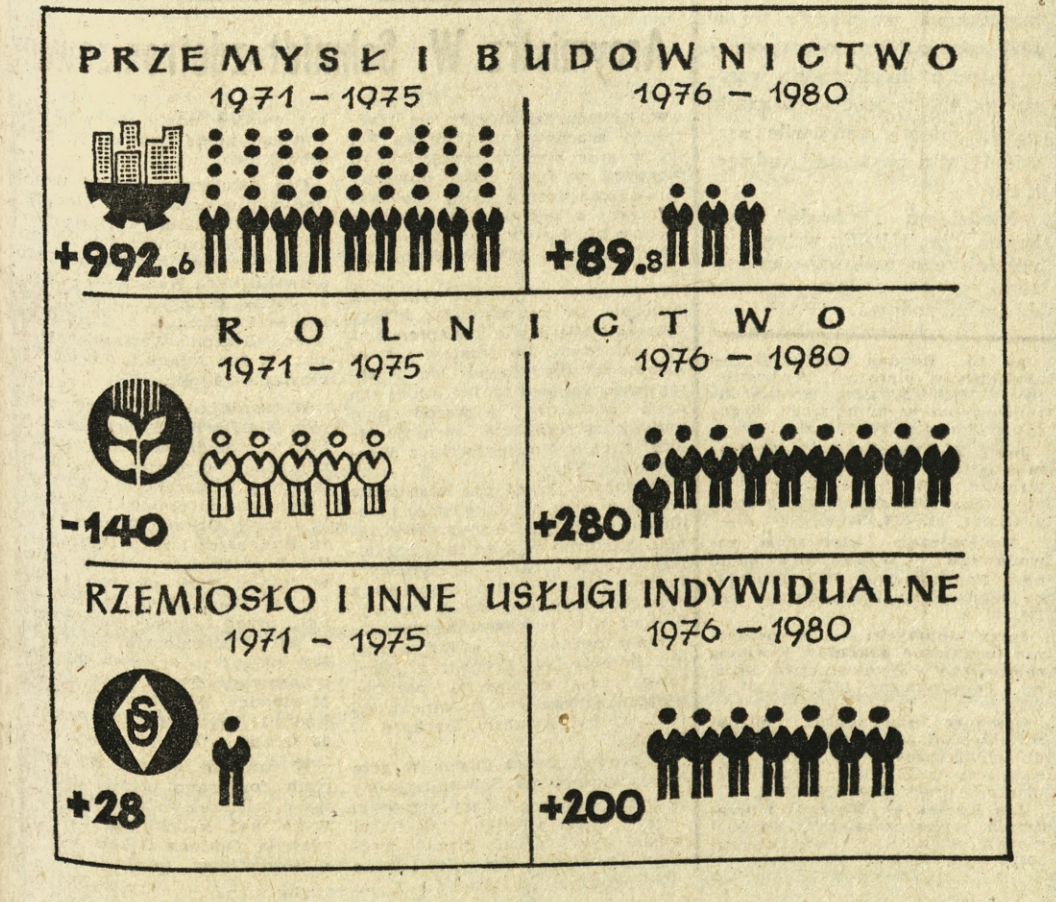 PRZEMYSŁ I BUDOWNICTWO
1971 – 1975
1976 – 1980
+992.6
+89.8
ROLNICTWO
1971 – 1975
1976 – 1980
-140
+280
RZEMIOSŁO I INNE USŁUGI INDYWIDUALNE
1971 – 1975
1976 – 1980
+28
+200